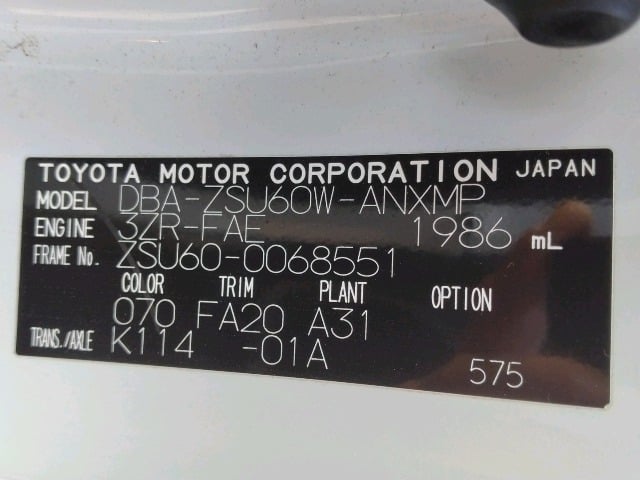 TOYOTA MOTOR CORPORATION JAPAN
MODEL DBA-ZSU60W-ANXMP
ENGINE 3ZR-FAE 1986 mL
FRAME No. ZSU60-0068551
COLOR TRIM PLANT OPTION
070 FA20 A31
TRANS./AXLE K114 -01A
575